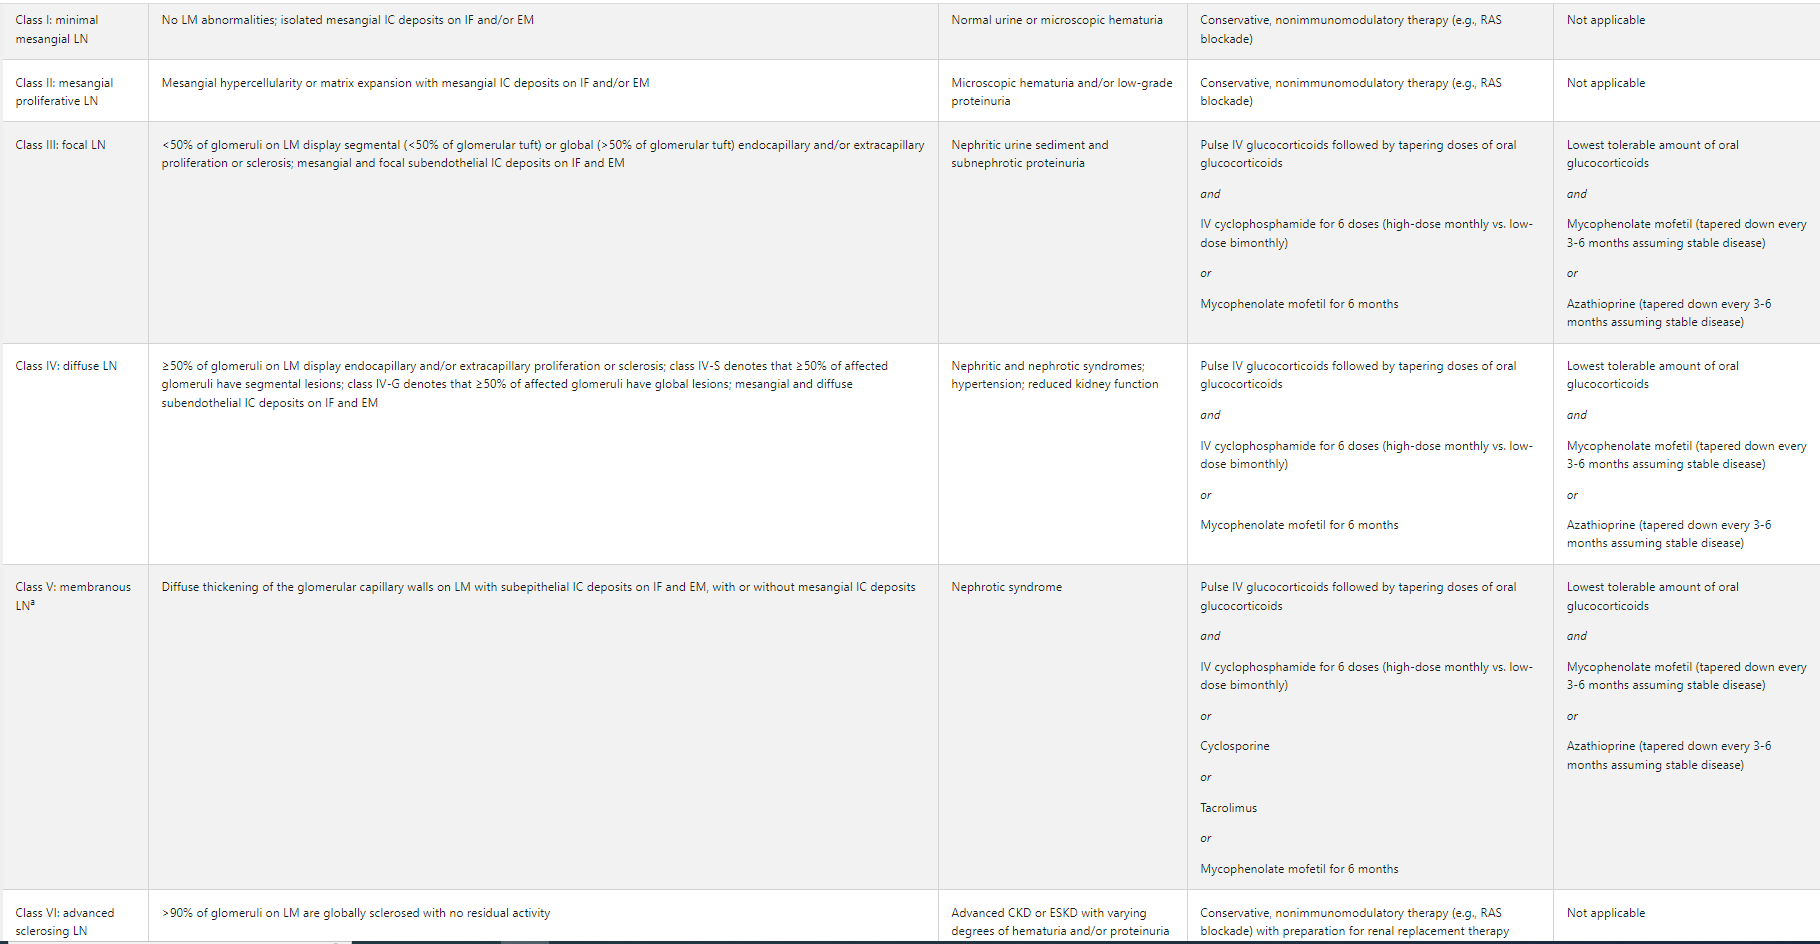 Class I: minimal
mesangial LN
No LM abnormalities; isolated mesangial IC deposits on IF and/or EM
Normal urine or microscopic hematuria
Conservative, nonimmunomodulatory therapy (e.g., RAS
blockade)
Not applicable
Class II: mesangial
proliferative LN
Mesangial hypercellularity or matrix expansion with mesangial IC deposits on IF and/or EM
Microscopic hematuria and/or low-grade
proteinuria
Conservative, nonimmunomodulatory therapy (e.g., RAS
blockade)
Not applicable
Class III: focal LN
<50% of glomeruli on LM display segmental (<50% of glomerular tuft) or global (>50% of glomerular tuft) endocapillary and/or extracapillary
proliferation or sclerosis; mesangial and focal subendothelial IC deposits on IF and EM
Nephritic urine sediment and
subnephrotic proteinuria
Pulse IV glucocorticoids followed by tapering doses of oral
glucocorticoids
and
IV cyclophosphamide for 6 doses (high-dose monthly vs. low-
dose bimonthly)
or
Mycophenolate mofetil for 6 months
Lowest tolerable amount of oral
glucocorticoids
and
Mycophenolate mofetil (tapered down every
3-6 months assuming stable disease)
or
Azathioprine (tapered down every 3-6
months assuming stable disease)
Class IV: diffuse LN
≥50% of glomeruli on LM display endocapillary and/or extracapillary proliferation or sclerosis; class IV-S denotes that ≥50% of affected
glomeruli have segmental lesions; class IV-G denotes that ≥50% of affected glomeruli have global lesions; mesangial and diffuse
subendothelial IC deposits on IF and EM
Nephritic and nephrotic syndromes;
hypertension; reduced kidney function
Pulse IV glucocorticoids followed by tapering doses of oral
glucocorticoids
and
IV cyclophosphamide for 6 doses (high-dose monthly vs. low-
dose bimonthly)
or
Mycophenolate mofetil for 6 months
Lowest tolerable amount of oral
glucocorticoids
and
Mycophenolate mofetil (tapered down every
3-6 months assuming stable disease)
or
Azathioprine (tapered down every 3-6
months assuming stable disease)
Class V: membranous
LNª
Diffuse thickening of the glomerular capillary walls on LM with subepithelial IC deposits on IF and EM, with or without mesangial IC deposits
Nephrotic syndrome
Pulse IV glucocorticoids followed by tapering doses of oral
glucocorticoids
and
IV cyclophosphamide for 6 doses (high-dose monthly vs. low-
dose bimonthly)
or
Cyclosporine
or
Tacrolimus
or
Mycophenolate mofetil for 6 months
Lowest tolerable amount of oral
glucocorticoids
and
Mycophenolate mofetil (tapered down every
3-6 months assuming stable disease)
or
Azathioprine (tapered down every 3-6
months assuming stable disease)
Class VI: advanced
sclerosing LN
>90% of glomeruli on LM are globally sclerosed with no residual activity
Advanced CKD or ESKD with varying
degrees of hematuria and/or proteinuria
Conservative, nonimmunomodulatory therapy (e.g., RAS
blockade) with preparation for renal replacement therapy
Not applicable